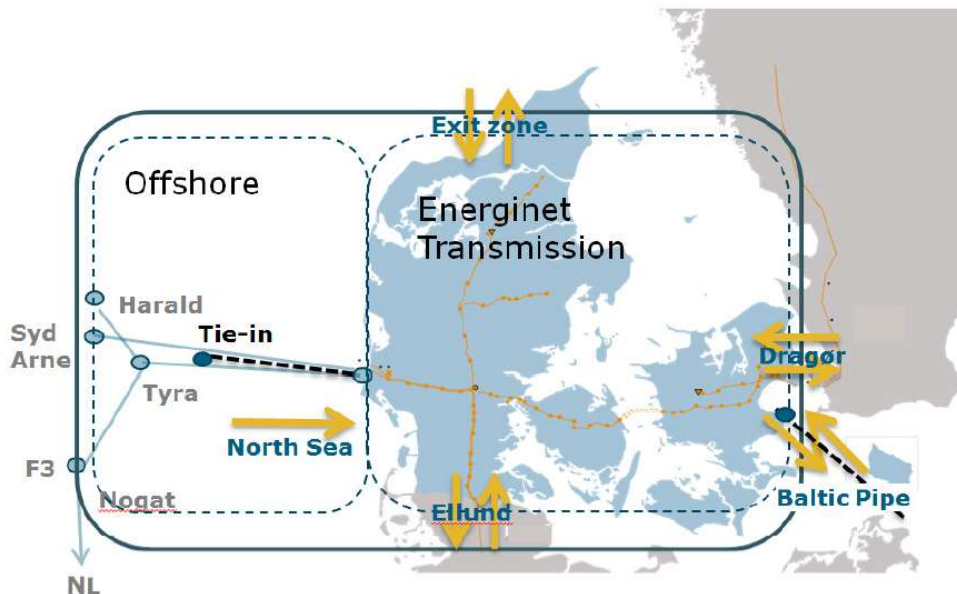 Exit zone
Offshore
Energinet
Transmission
Harald
Syd
Arne
Tie-in
Tyra
Dragør
North Sea
F3
Nogat
Ellund
Baltic Pipe
NL